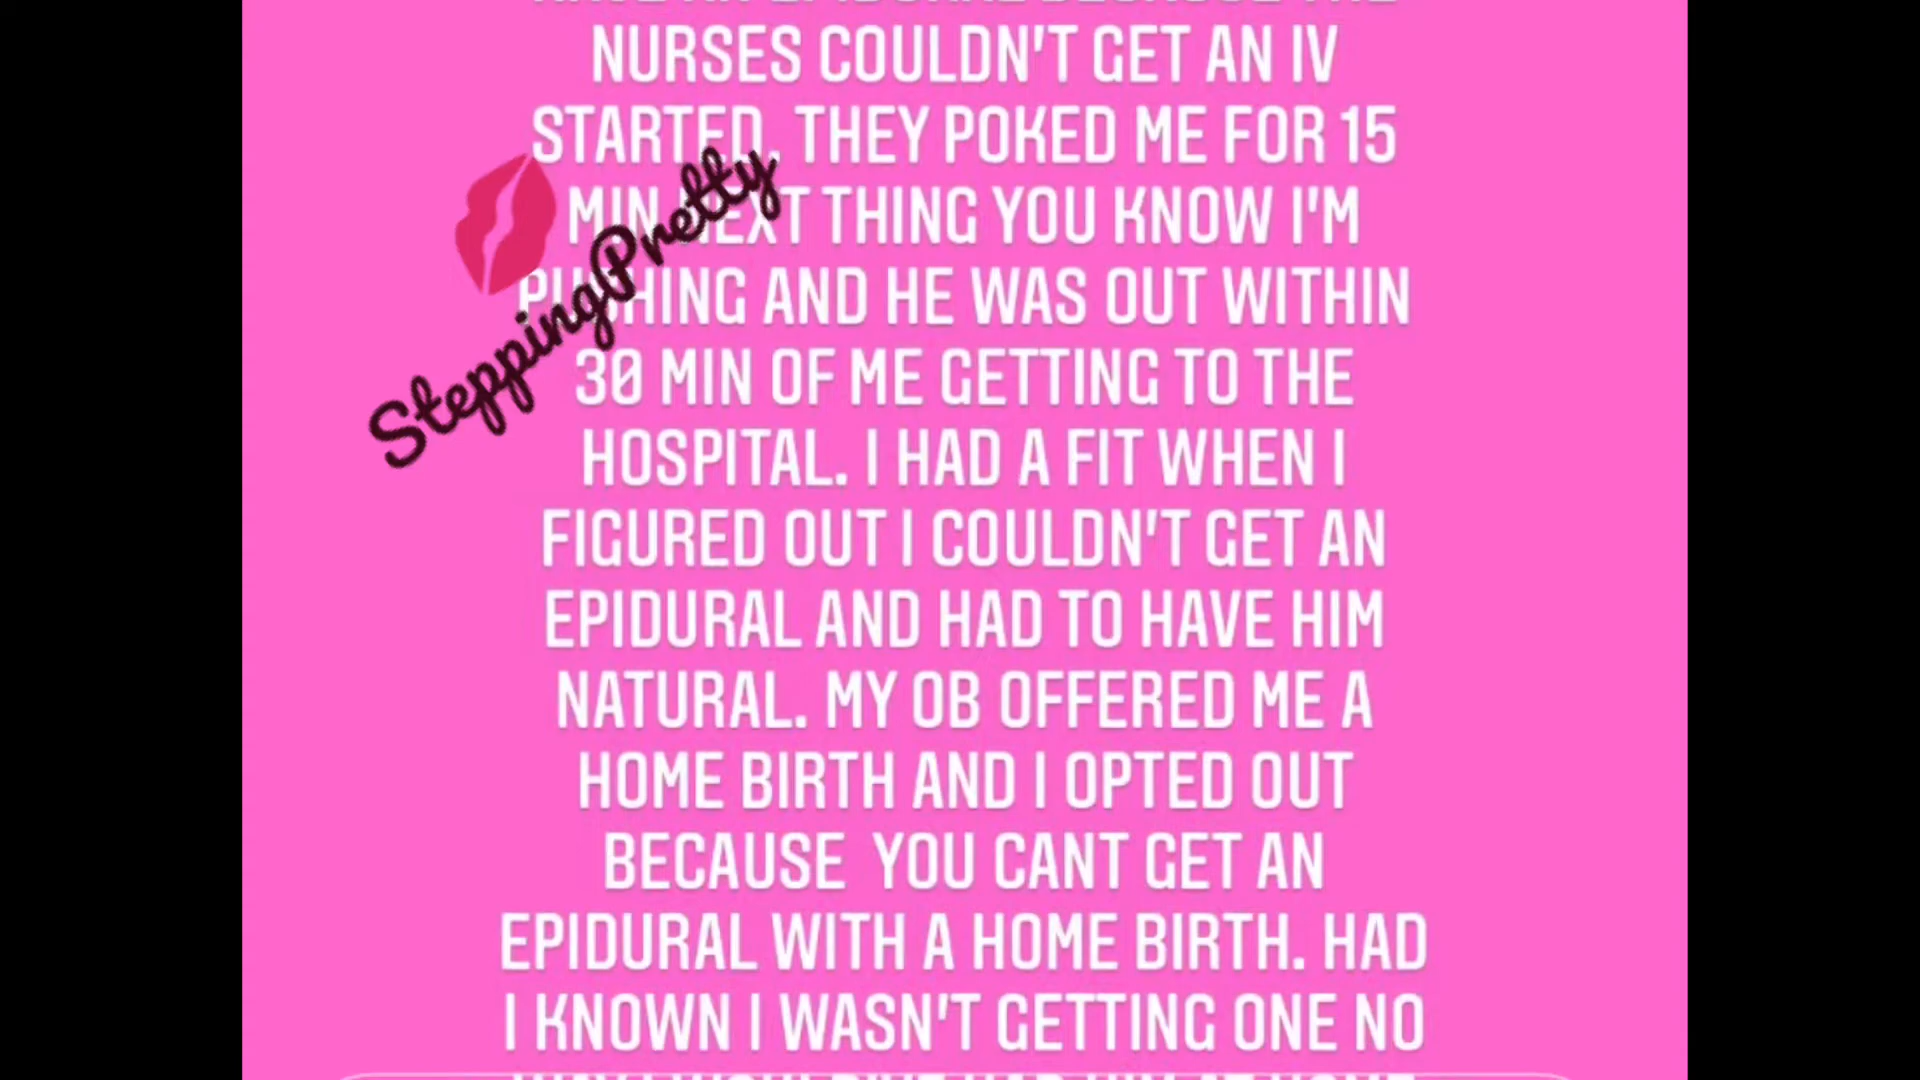 NURSES COULDN'T GET AN IV
STARTED. THEY POKED ME FOR 15
MIN NEXT THING YOU KNOW I'M
PUSHING AND HE WAS OUT WITHIN
30 MIN OF ME GETTING TO THE
HOSPITAL. I HAD A FIT WHEN I
FIGURED OUT I COULDN'T GET AN
EPIDURAL AND HAD TO HAVE HIM
NATURAL. MY OB OFFERED ME A
HOME BIRTH AND I OPTED OUT
BECAUSE YOU CANT GET AN
EPIDURAL WITH A HOME BIRTH. HAD
I KNOWN I WASN'T GETTING ONE NO
SteppingPretty